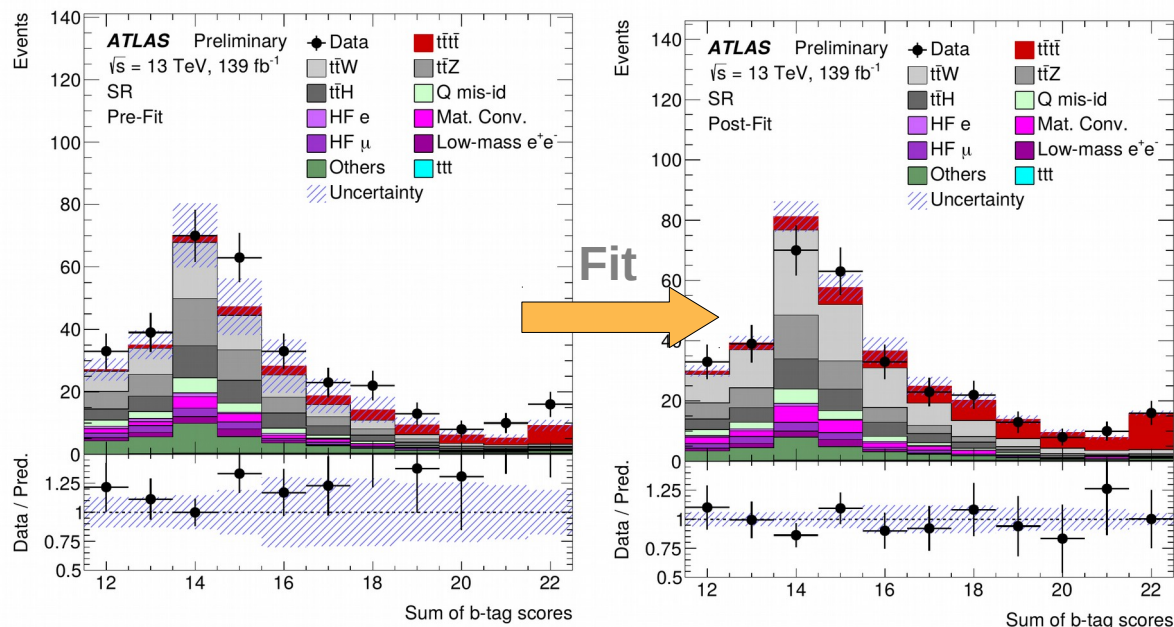 Events
140
120
100
80
60
40
20
0
ATLAS Preliminary
√s = 13 TeV, 139 fb⁻¹
SR
Pre-Fit
Data
tt̄tt̄
tt̄W
tt̄Z
tt̄H
Q mis-id
HF e
Mat. Conv.
HF μ
Low-mass e⁺e⁻
Others
ttt
Uncertainty
Data / Pred.
1.25
1
0.75
0.5
12 14 16 18 20 22
Sum of b-tag scores
Fit
Events
140
120
100
80
60
40
20
0
ATLAS Preliminary
√s = 13 TeV, 139 fb⁻¹
SR
Post-Fit
Data
tt̄tt̄
tt̄W
tt̄Z
tt̄H
Q mis-id
HF e
Mat. Conv.
HF μ
Low-mass e⁺e⁻
Others
ttt
Uncertainty
Data / Pred.
1.25
1
0.75
0.5
12 14 16 18 20 22
Sum of b-tag scores